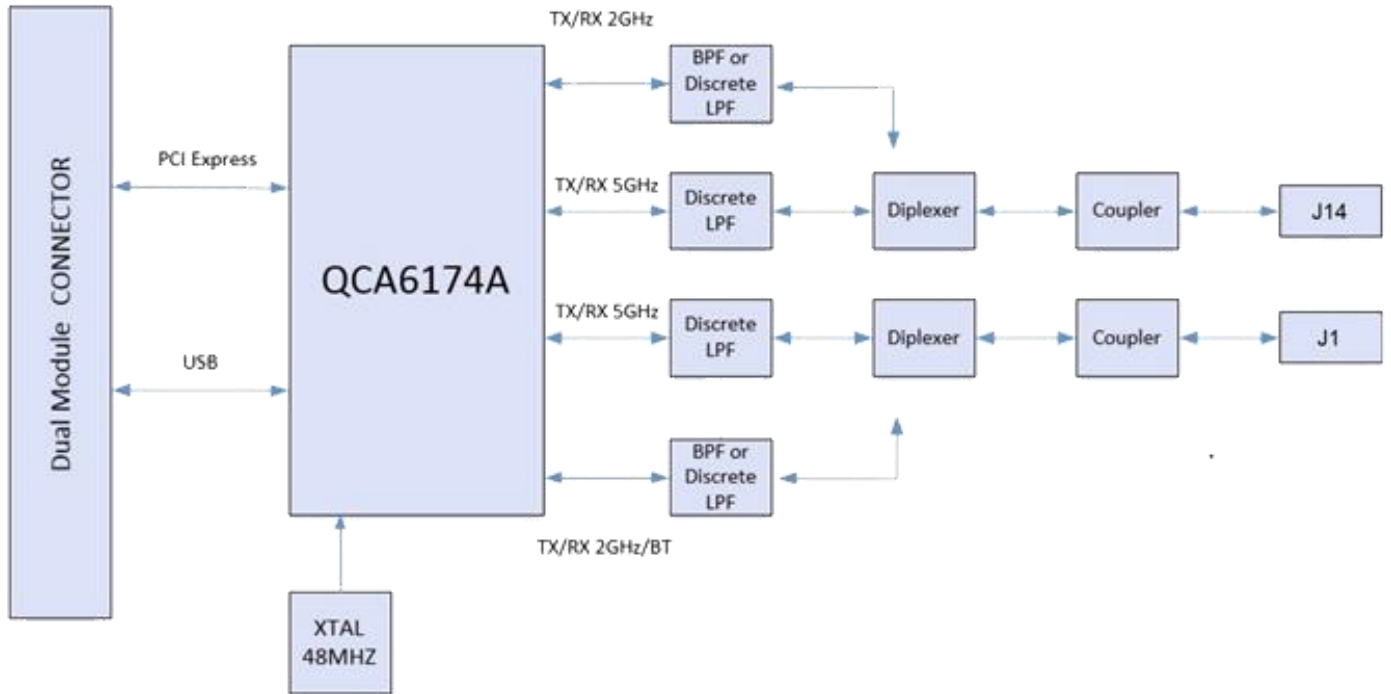 TX/RX 2GHz
BPF or
Discrete
LPF
PCI Express
TX/RX 5GHz
Discrete
LPF
Diplexer
Coupler
J14
Dual Module CONNECTOR
QCA6174A
TX/RX 5GHz
Discrete
LPF
Diplexer
Coupler
J1
USB
BPF or
Discrete
LPF
TX/RX 2GHz/BT
XTAL
48MHZ